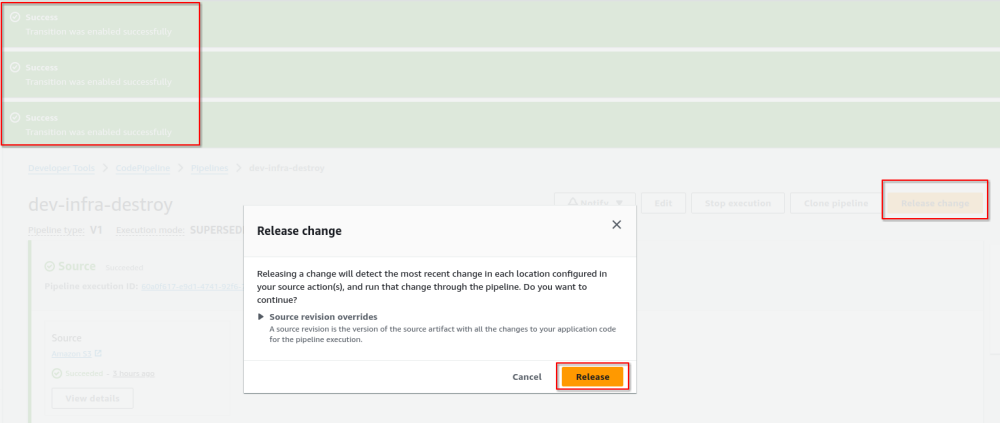 Success
Transition was enabled successfully
Success
Transition was enabled successfully
Success
Transition was enabled successfully
Developer Tools > CodePipeline > Pipelines > dev-infra-destroy
dev-infra-destroy
Notify Edit Stop execution Clone pipeline Release change
Pipeline type: V1 Execution mode: SUPERSED
Release change
Source Succeeded
Pipeline execution ID:
Releasing a change will detect the most recent change in each location configured in
your source action(s), and run that change through the pipeline. Do you want to
continue?
Source revision overrides
A source revision is the version of the source artifact with all the changes to your application code
for the pipeline execution.
Source
Succeeded - 3 hours ago
View details
Cancel Release